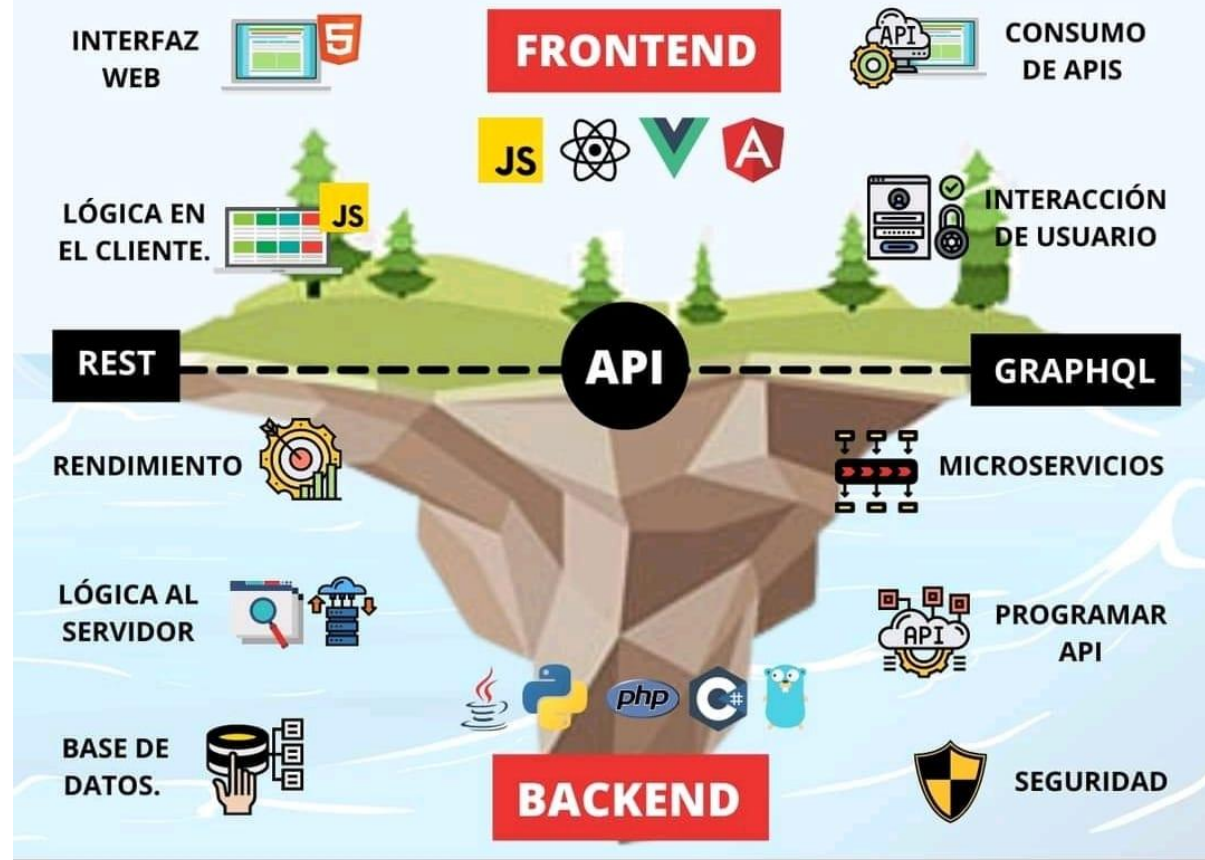 FRONTEND
INTERFAZ
WEB
5
API
CONSUMO
DE APIS
JS
A
LÓGICA EN
EL CLIENTE.
JS
INTERACCIÓN
DE USUARIO
REST
API
GRAPHQL
RENDIMIENTO
MICROSERVICIOS
LÓGICA AL
SERVIDOR
API
PROGRAMAR
API
php
C#
BASE DE
DATOS.
BACKEND
SEGURIDAD